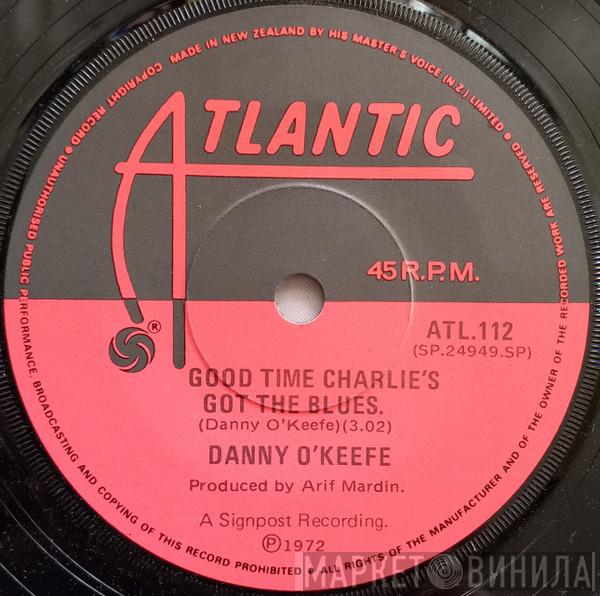 COPYRIGHT RECORD • UNAUTHORISED PUBLIC PERFORMANCE, BROADCASTING AND COPYING OF THIS RECORD PROHIBITED • ALL RIGHTS OF THE MANUFACTURER AND OF THE OWNER OF THE RECORDED WORK ARE RESERVED • MADE IN NEW ZEALAND BY HIS MASTER'S VOICE (N.Z.) LIMITED •
ATLANTIC
45 R.P.M.
®
ATL.112
(SP.24949.SP)
GOOD TIME CHARLIE'S
GOT THE BLUES.
(Danny O'Keefe)(3.02)
DANNY O'KEEFE
Produced by Arif Mardin.
A Signpost Recording.
℗1972
МАРКЕТ ВИНИЛА